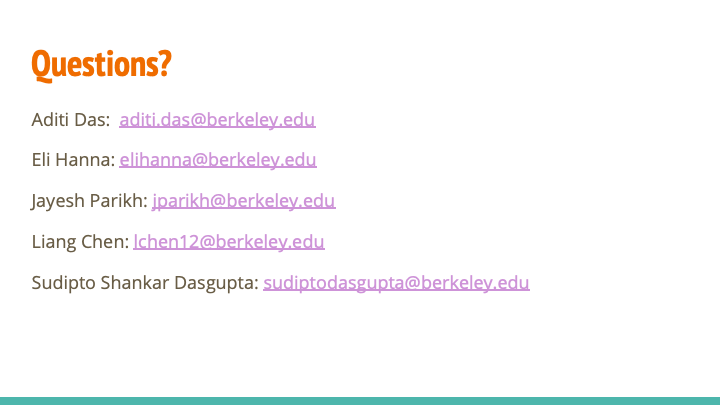 Questions?
Aditi Das:  aditi.das@berkeley.edu
Eli Hanna: elihanna@berkeley.edu
Jayesh Parikh: jparikh@berkeley.edu
Liang Chen: lchen12@berkeley.edu
Sudipto Shankar Dasgupta: sudiptodasgupta@berkeley.edu